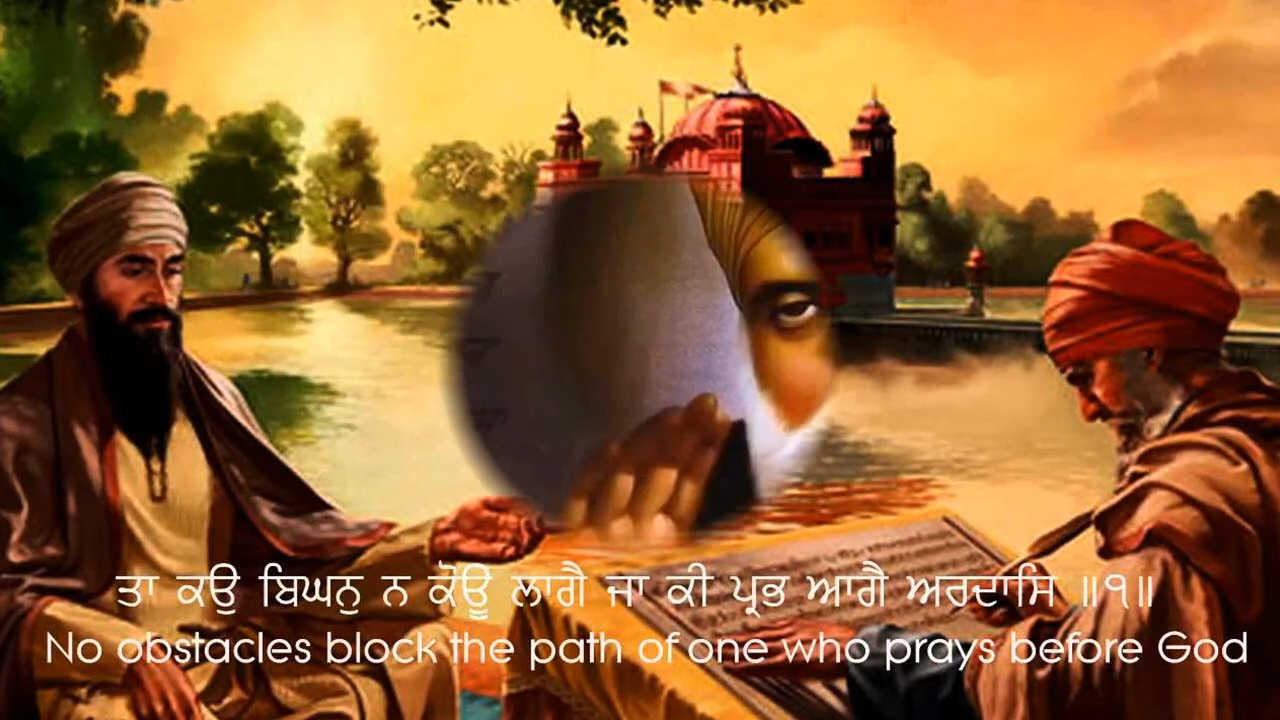 ਤਾ ਕਉ ਬਿਘਨੁ ਨ ਕੋਊ ਲਾਗੈ ਜਾ ਕੀ ਪ੍ਰਭ ਆਗੈ ਅਰਦਾਸਿ ॥੧॥
No obstacles block the path of one who prays before God